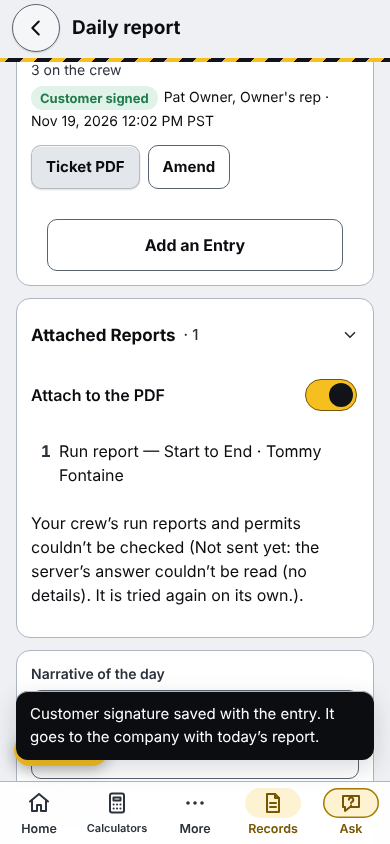 Daily report
3 on the crew
Customer signed Pat Owner, Owner's rep ·
Nov 19, 2026 12:02 PM PST
Ticket PDF Amend
Add an Entry
Attached Reports · 1
Attach to the PDF
1 Run report — Start to End · Tommy
Fontaine
Your crew’s run reports and permits
couldn’t be checked (Not sent yet: the
server’s answer couldn’t be read (no
details). It is tried again on its own.).
Narrative of the day
Customer signature saved with the entry. It
goes to the company with today’s report.
Home Calculators More Records Ask